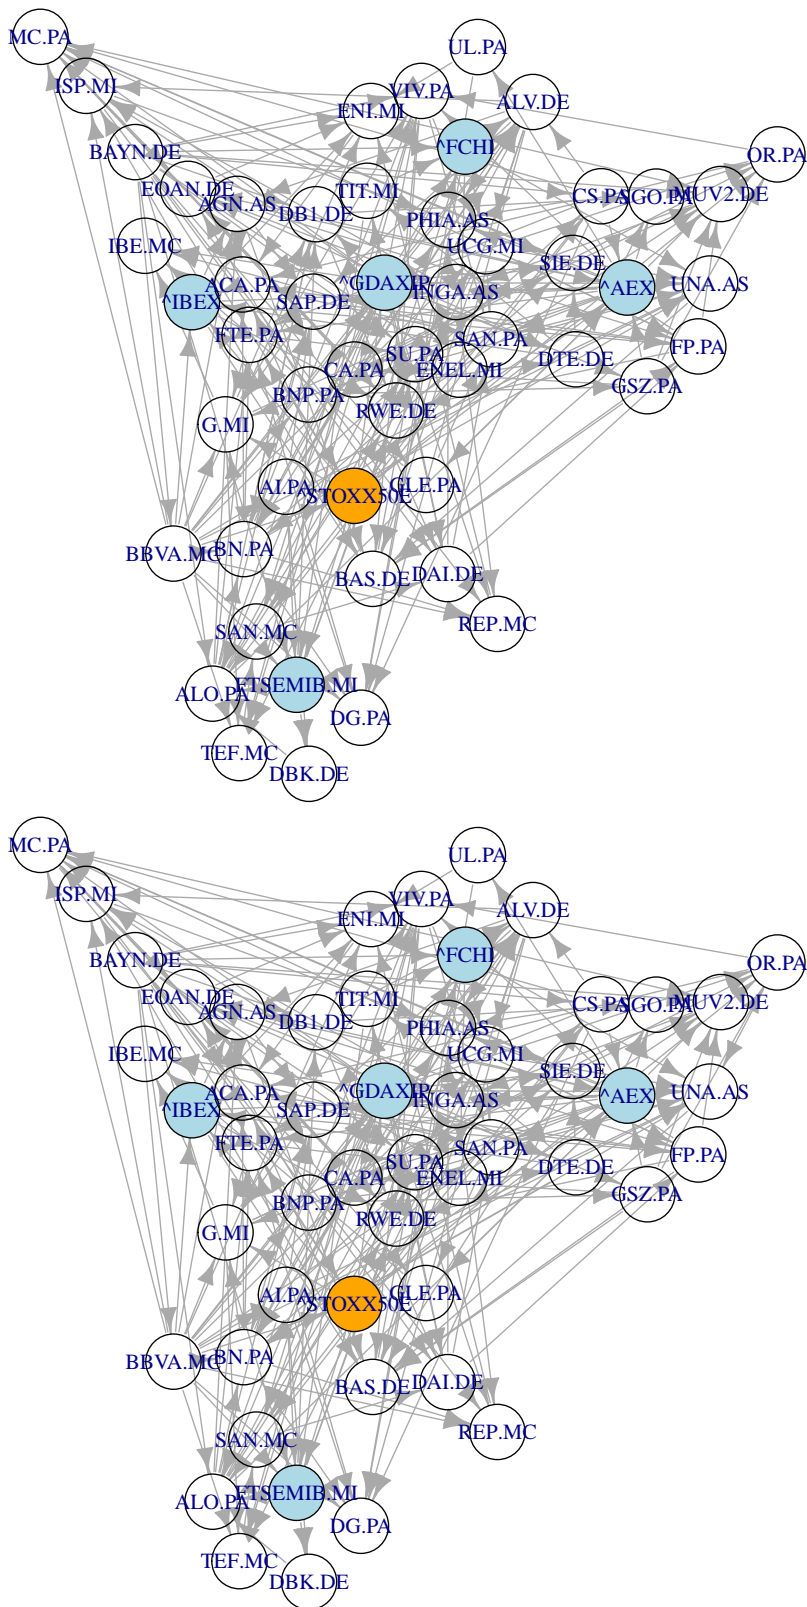 MC.PA
UL.PA
ISP.MI
VIV.PA
ENI.MI
ALV.DE
^FCHI
BAYN.DE
OR.PA
EOAN.DE
AGN.AS
TIT.MI
CS.PA
SGO.PA
MUV2.DE
DB1.DE
PHIA.AS
IBE.MC
UCG.MI
SIE.DE
ACA.PA
^GDAXIP
INGA.AS
UNA.AS
^IBEX
SAP.DE
^AEX
FTE.PA
SAN.PA
SU.PA
FP.PA
CA.PA
ENEL.MI
DTE.DE
GSZ.PA
BNP.PA
RWE.DE
G.MI
AI.PA
^STOXX50E
GLE.PA
BBVA.MC
BN.PA
BAS.DE
DAI.DE
SAN.MC
REP.MC
ALO.PA
FTSEMIB.MI
DG.PA
TEF.MC
DBK.DE
MC.PA
UL.PA
ISP.MI
VIV.PA
ENI.MI
ALV.DE
^FCHI
BAYN.DE
OR.PA
EOAN.DE
AGN.AS
TIT.MI
CS.PA
SGO.PA
MUV2.DE
DB1.DE
PHIA.AS
IBE.MC
UCG.MI
SIE.DE
ACA.PA
^GDAXIP
INGA.AS
UNA.AS
^IBEX
SAP.DE
^AEX
FTE.PA
SAN.PA
SU.PA
FP.PA
CA.PA
ENEL.MI
DTE.DE
GSZ.PA
BNP.PA
RWE.DE
G.MI
AI.PA
^STOXX50E
GLE.PA
BBVA.MC
BN.PA
BAS.DE
DAI.DE
SAN.MC
REP.MC
ALO.PA
FTSEMIB.MI
DG.PA
TEF.MC
DBK.DE